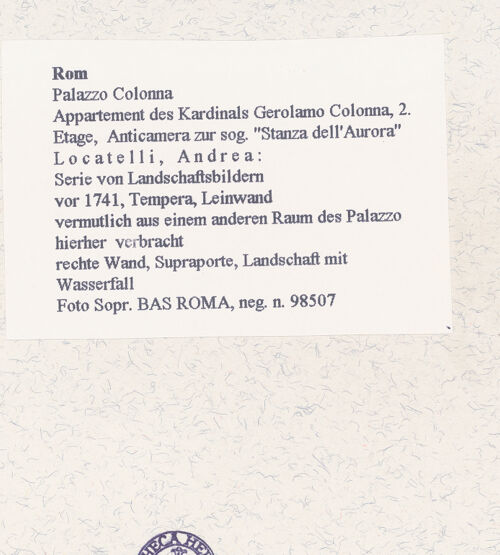 Rom
Palazzo Colonna
Appartement des Kardinals Gerolamo Colonna, 2.
Etage, Anticamera zur sog. "Stanza dell'Aurora"
Locatelli, Andrea:
Serie von Landschaftsbildern
vor 1741, Tempera, Leinwand
vermutlich aus einem anderen Raum des Palazzo
hierher verbracht
rechte Wand, Supraporte, Landschaft mit
Wasserfall
Foto Sopr. BAS ROMA, neg. n. 98507